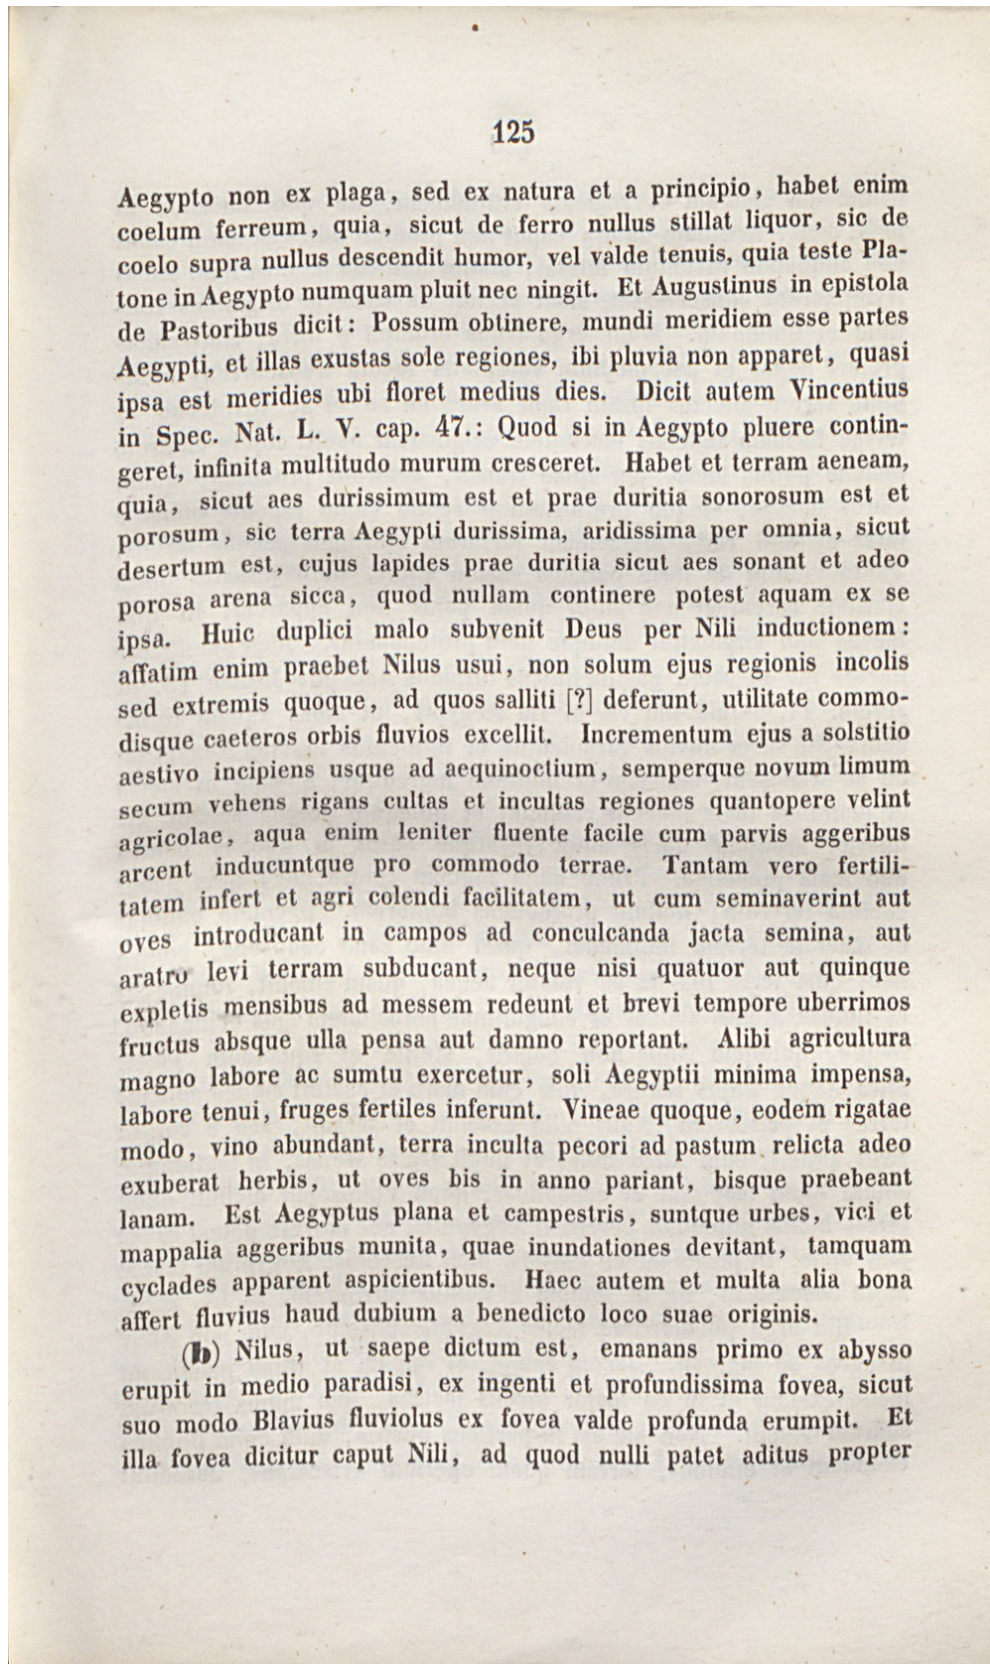 125
Aegypto non ex plaga, sed ex natura et a principio, habet enim
coelum ferreum, quia, sicut de ferro nullus stillat liquor, sic de
coelo supra nullus descendit humor, vel valde tenuis, quia teste Pla-
tone in Aegypto numquam pluit nec ningit. Et Augustinus in epistola
de Pastoribus dicit: Possum obtinere, mundi meridiem esse partes
Aegypti, et illas exustas sole regiones, ibi pluvia non apparet, quasi
ipsa est meridies ubi floret medius dies. Dicit autem Vincentius
in Spec. Nat. L. V. cap. 47.: Quod si in Aegypto pluere contin-
geret, infinita multitudo murum cresceret. Habet et terram aeneam,
quia, sicut aes durissimum est et prae duritia sonorosum est et
porosum, sic terra Aegypti durissima, aridissima per omnia, sicut
desertum est, cujus lapides prae duritia sicut aes sonant et adeo
porosa arena sicca, quod nullam continere potest aquam ex se
ipsa. Huic duplici malo subvenit Deus per Nili inductionem:
affatim enim praebet Nilus usui, non solum ejus regionis incolis
sed extremis quoque, ad quos salliti [?] deferunt, utilitate commo-
disque caeteros orbis fluvios excellit. Incrementum ejus a solstitio
aestivo incipiens usque ad aequinoctium, semperque novum limum
secum vehens rigans cultas et incultas regiones quantopere velint
agricolae, aqua enim leniter fluente facile cum parvis aggeribus
arcent inducuntque pro commodo terrae. Tantam vero fertili-
tatem infert et agri colendi facilitatem, ut cum seminaverint aut
oves introducant in campos ad conculcanda jacta semina, aut
aratro levi terram subducant, neque nisi quatuor aut quinque
expletis mensibus ad messem redeunt et brevi tempore uberrimos
fructus absque ulla pensa aut damno reportant. Alibi agricultura
magno labore ac sumtu exercetur, soli Aegyptii minima impensa,
labore tenui, fruges fertiles inferunt. Vineae quoque, eodem rigatae
modo, vino abundant, terra inculta pecori ad pastum relicta adeo
exuberat herbis, ut oves bis in anno pariant, bisque praebeant
lanam. Est Aegyptus plana et campestris, suntque urbes, vici et
mappalia aggeribus munita, quae inundationes devitant, tamquam
cyclades apparent aspicientibus. Haec autem et multa alia bona
affert fluvius haud dubium a benedicto loco suae originis.
(b) Nilus, ut saepe dictum est, emanans primo ex abysso
erupit in medio paradisi, ex ingenti et profundissima fovea, sicut
suo modo Blavius fluviolus ex fovea valde profunda erumpit. Et
illa fovea dicitur caput Nili, ad quod nulli patet aditus propter